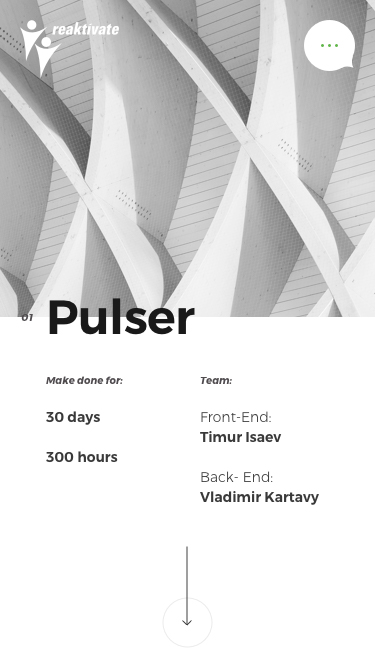 reaktivate
01 Pulser
Make done for:
30 days
300 hours
Team:
Front-End:
Timur Isaev
Back- End:
Vladimir Kartavy